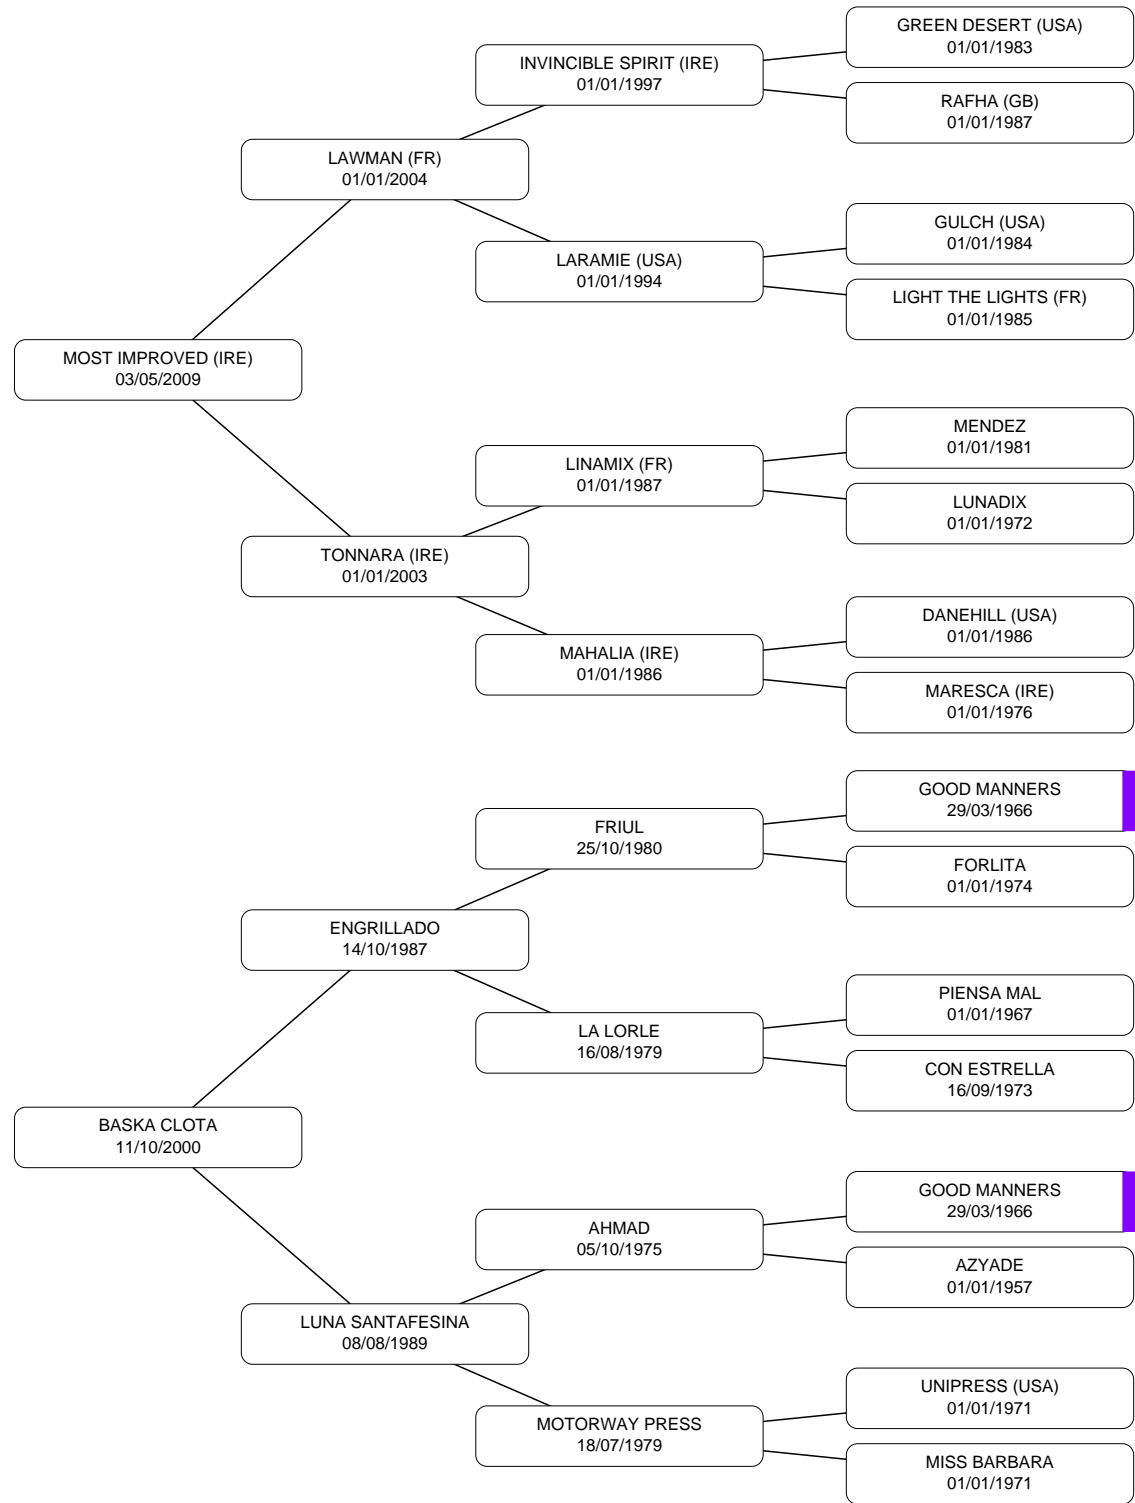 GREEN DESERT (USA)
01/01/1983
INVINCIBLE SPIRIT (IRE)
01/01/1997
RAFHA (GB)
01/01/1987
LAWMAN (FR)
01/01/2004
GULCH (USA)
01/01/1984
LARAMIE (USA)
01/01/1994
LIGHT THE LIGHTS (FR)
01/01/1985
MOST IMPROVED (IRE)
03/05/2009
MENDEZ
01/01/1981
LINAMIX (FR)
01/01/1987
LUNADIX
01/01/1972
TONNARA (IRE)
01/01/2003
DANEHILL (USA)
01/01/1986
MAHALIA (IRE)
01/01/1986
MARESCA (IRE)
01/01/1976
GOOD MANNERS
29/03/1966
FRIUL
25/10/1980
FORLITA
01/01/1974
ENGRILLADO
14/10/1987
PIENSA MAL
01/01/1967
LA LORLE
16/08/1979
CON ESTRELLA
16/09/1973
BASKA CLOTA
11/10/2000
GOOD MANNERS
29/03/1966
AHMAD
05/10/1975
AZYADE
01/01/1957
LUNA SANTAFESINA
08/08/1989
UNIPRESS (USA)
01/01/1971
MOTORWAY PRESS
18/07/1979
MISS BARBARA
01/01/1971